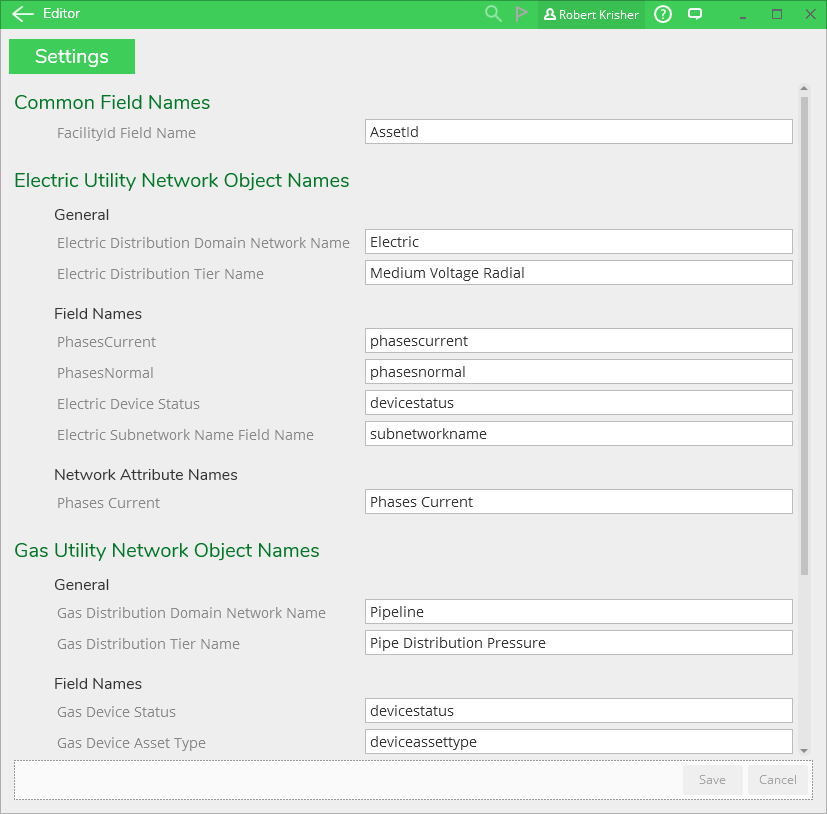 Editor
Robert Krisher
?
Settings
Common Field Names
FacilityId Field Name AssetId
Electric Utility Network Object Names
General
Electric Distribution Domain Network Name Electric
Electric Distribution Tier Name Medium Voltage Radial
Field Names
PhasesCurrent phasescurrent
PhasesNormal phasesnormal
Electric Device Status devicestatus
Electric Subnetwork Name Field Name subnetworkname
Network Attribute Names
Phases Current Phases Current
Gas Utility Network Object Names
General
Gas Distribution Domain Network Name Pipeline
Gas Distribution Tier Name Pipe Distribution Pressure
Field Names
Gas Device Status devicestatus
Gas Device Asset Type deviceassettype
Save Cancel